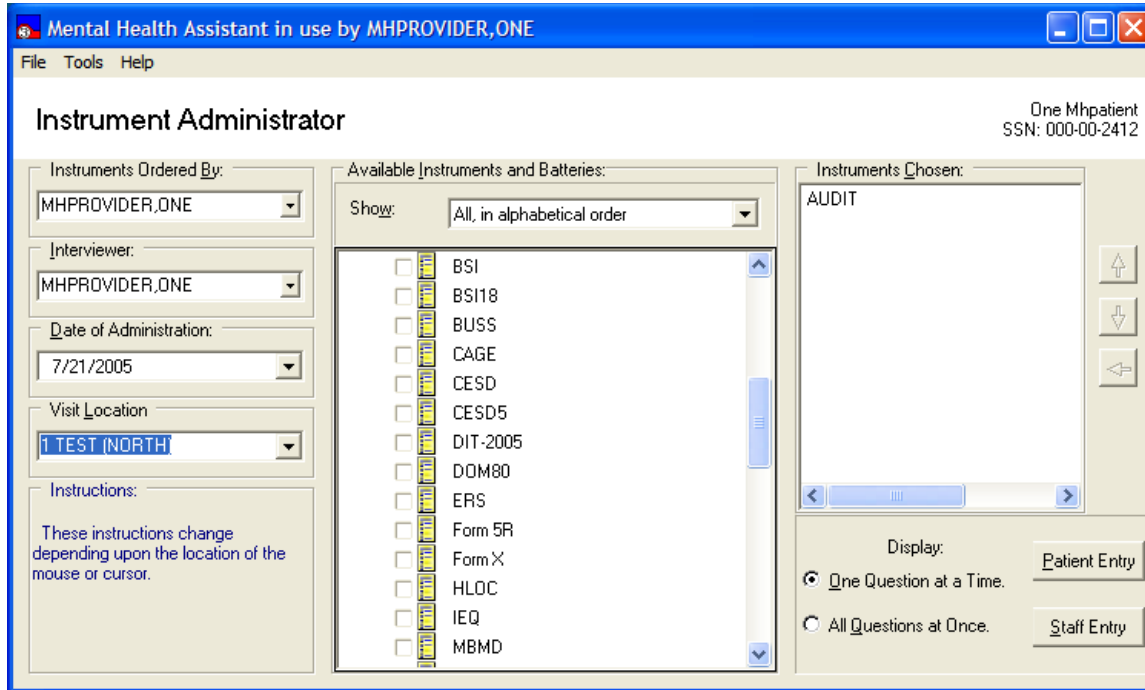 Mental Health Assistant in use by MHPROVIDER,ONE
File Tools Help
Instrument Administrator
One Mhpatient
SSN: 000-00-2412
Instruments Ordered By:
MHPROVIDER,ONE
Interviewer:
MHPROVIDER,ONE
Date of Administration:
7/21/2005
Visit Location
1 TEST (NORTH)
Instructions:
These instructions change
depending upon the location of the
mouse or cursor.
Available Instruments and Batteries:
Show: All, in alphabetical order
BSI
BSI18
BUSS
CAGE
CESD
CESD5
DIT-2005
DOM80
ERS
Form 5R
Form X
HLOC
IEQ
MBMD
Instruments Chosen:
AUDIT
Display:
One Question at a Time.
All Questions at Once.
Patient Entry
Staff Entry